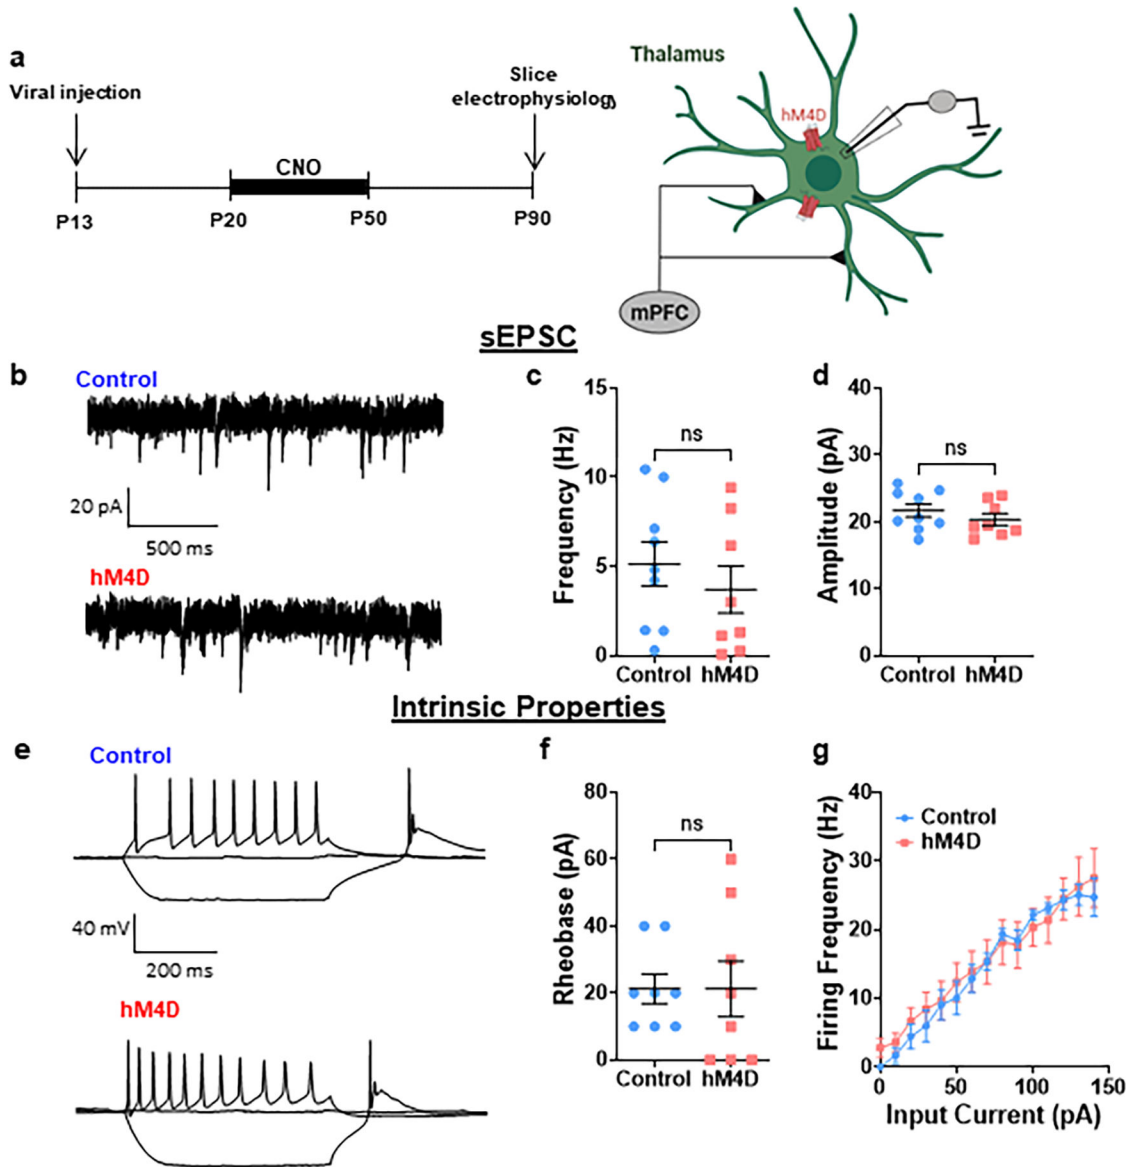 a
Viral injection
Slice
electrophysiology
CNO
P13
P20
P50
P90
Thalamus
hM4D
mPFC
sEPSC
b
Control
20 pA
500 ms
hM4D
c
Frequency (Hz)
15
10
5
0
ns
Control hM4D
d
Amplitude (pA)
40
30
20
10
0
ns
Control hM4D
Intrinsic Properties
e
Control
40 mV
200 ms
hM4D
f
Rheobase (pA)
80
60
40
20
0
ns
Control hM4D
g
Firing Frequency (Hz)
40
30
20
10
0
Control
hM4D
0 50 100 150
Input Current (pA)